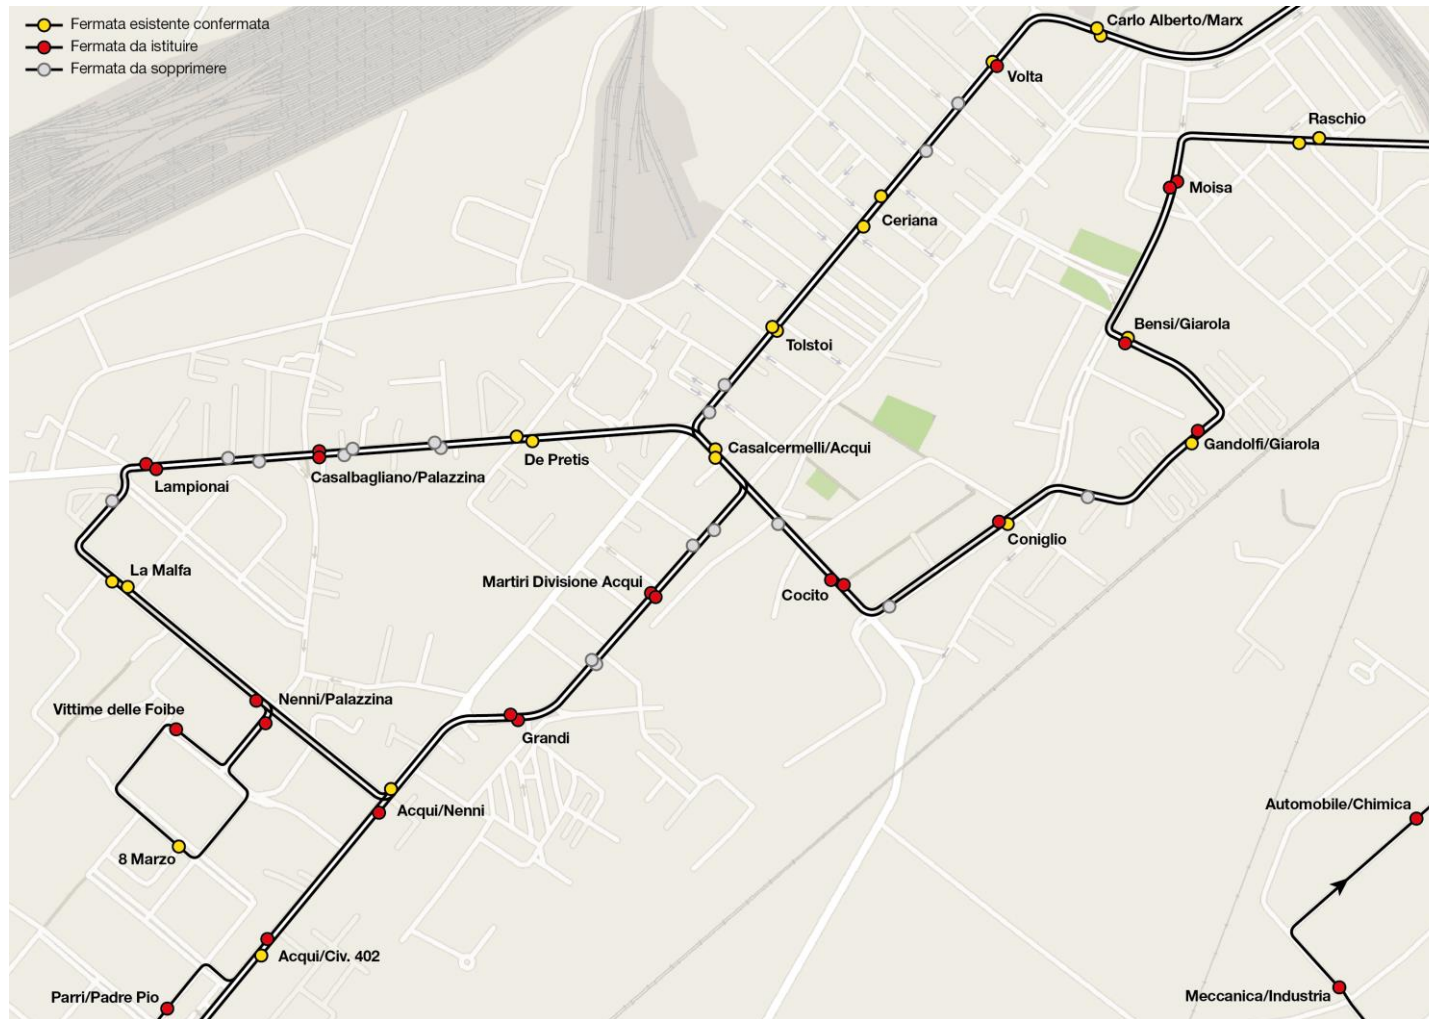 Fermata esistente confermata
Fermata da istituire
Fermata da sopprimere
Carlo Alberto/Marx
Volta
Raschio
Moisa
Ceriana
Bensi/Giarola
Tolstoi
Gandolfi/Giarola
Casalcermelli/Acqui
De Pretis
Casalbagliano/Palazzina
Lampionai
Coniglio
La Malfa
Martiri Divisione Acqui
Cocito
Nenni/Palazzina
Vittime delle Foibe
Grandi
Acqui/Nenni
Automobile/Chimica
8 Marzo
Acqui/Civ. 402
Parri/Padre Pio
Meccanica/Industria